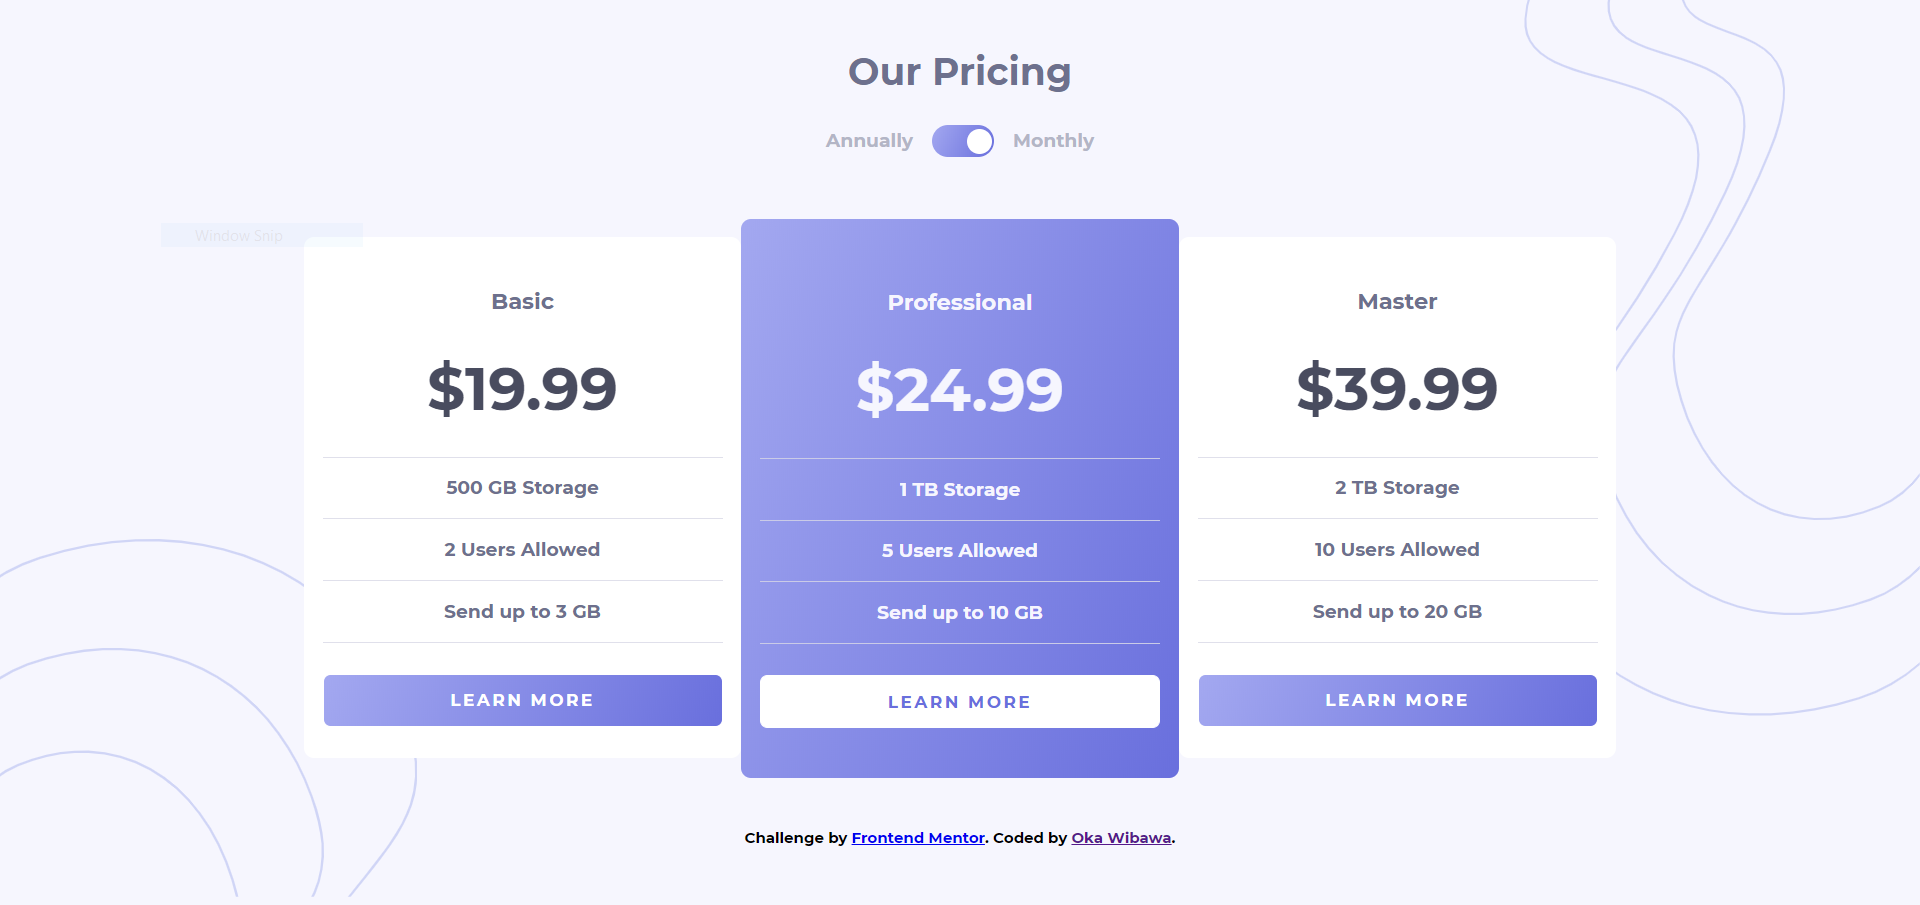 Our Pricing
Annually Monthly
Window Snip
Basic
$19.99
500 GB Storage
2 Users Allowed
Send up to 3 GB
LEARN MORE
Professional
$24.99
1 TB Storage
5 Users Allowed
Send up to 10 GB
LEARN MORE
Master
$39.99
2 TB Storage
10 Users Allowed
Send up to 20 GB
LEARN MORE
Challenge by Frontend Mentor. Coded by Oka Wibawa.